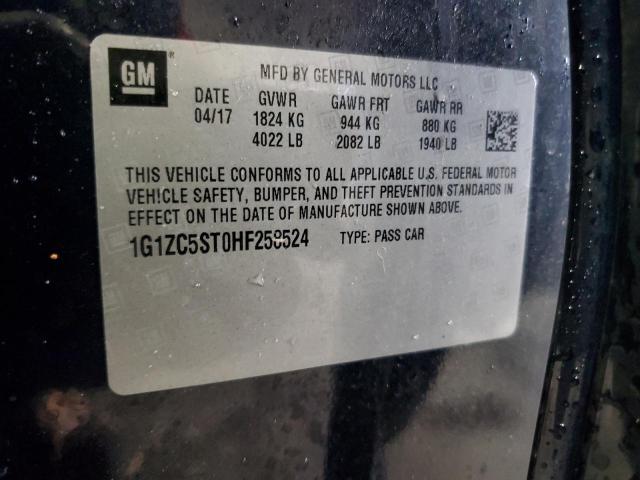 GM ®
MFD BY GENERAL MOTORS LLC
DATE GVWR GAWR FRT GAWR RR
04/17 1824 KG 944 KG 880 KG
4022 LB 2082 LB 1940 LB
THIS VEHICLE CONFORMS TO ALL APPLICABLE U.S. FEDERAL MOTOR
VEHICLE SAFETY, BUMPER, AND THEFT PREVENTION STANDARDS IN
EFFECT ON THE DATE OF MANUFACTURE SHOWN ABOVE.
1G1ZC5ST0HF258524 TYPE: PASS CAR